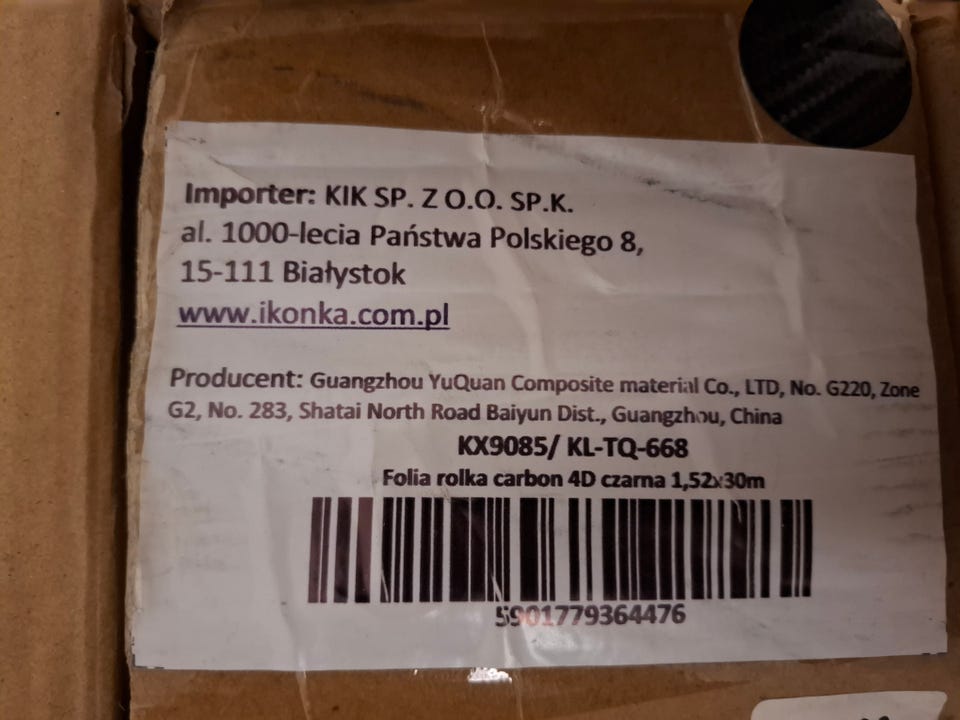 Importer: KIK SP. Z O.O. SP.K.
al. 1000-lecia Państwa Polskiego 8,
15-111 Białystok
www.ikonka.com.pl
Producent: Guangzhou YuQuan Composite material Co., LTD, No. G220, Zone
G2, No. 283, Shatai North Road Baiyun Dist., Guangzhou, China
KX9085/ KL-TQ-668
Folia rolka carbon 4D czarna 1,52x30m
5901779364476